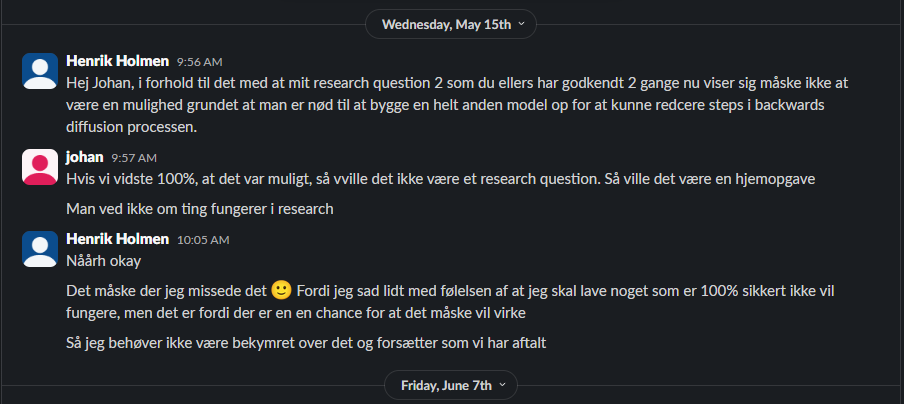 Wednesday, May 15th
Henrik Holmen 9:56 AM
Hej Johan, i forhold til det med at mit research question 2 som du ellers har godkendt 2 gange nu viser sig måske ikke at
være en mulighed grundet at man er nød til at bygge en helt anden model op for at kunne redcere steps i backwards
diffusion processen.
johan 9:57 AM
Hvis vi vidste 100%, at det var muligt, så vville det ikke være et research question. Så ville det være en hjemopgave
Man ved ikke om ting fungerer i research
Henrik Holmen 10:05 AM
Nåårh okay
Det måske der jeg missede det 🙂 Fordi jeg sad lidt med følelsen af at jeg skal lave noget som er 100% sikkert ikke vil
fungere, men det er fordi der er en en chance for at det måske vil virke
Så jeg behøver ikke være bekymret over det og forsætter som vi har aftalt
Friday, June 7th